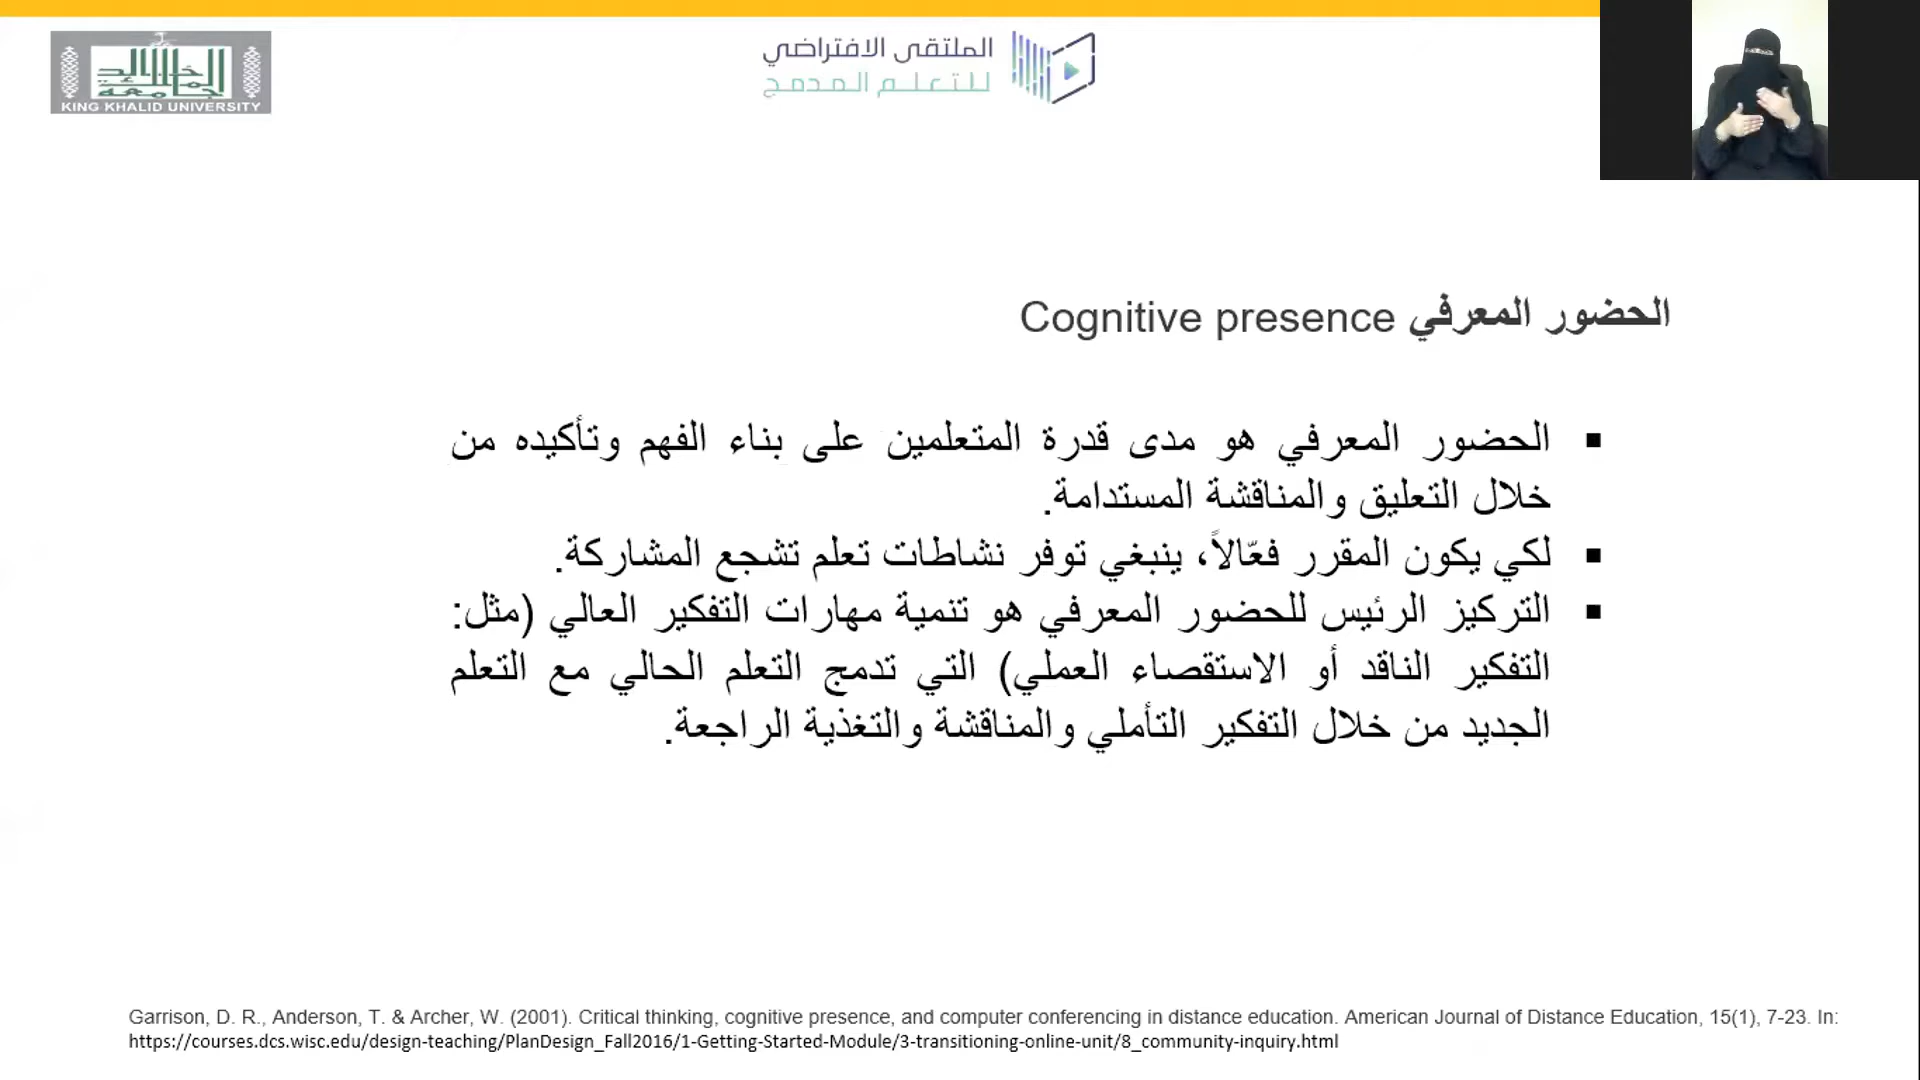 جامعة الملك خالد
KING KHALID UNIVERSITY
الملتقى الافتراضي
للتعلم المدمج
الحضور المعرفي Cognitive presence
▪ الحضور المعرفي هو مدى قدرة المتعلمين على بناء الفهم وتأكيده من
خلال التعليق والمناقشة المستدامة.
▪ لكي يكون المقرر فعّالاً، ينبغي توفر نشاطات تعلم تشجع المشاركة.
▪ التركيز الرئيس للحضور المعرفي هو تنمية مهارات التفكير العالي (مثل:
التفكير الناقد أو الاستقصاء العملي) التي تدمج التعلم الحالي مع التعلم
الجديد من خلال التفكير التأملي والمناقشة والتغذية الراجعة.
Garrison, D. R., Anderson, T. & Archer, W. (2001). Critical thinking, cognitive presence, and computer conferencing in distance education. American Journal of Distance Education, 15(1), 7-23. In:
https://courses.dcs.wisc.edu/design-teaching/PlanDesign_Fall2016/1-Getting-Started-Module/3-transitioning-online-unit/8_community-inquiry.html